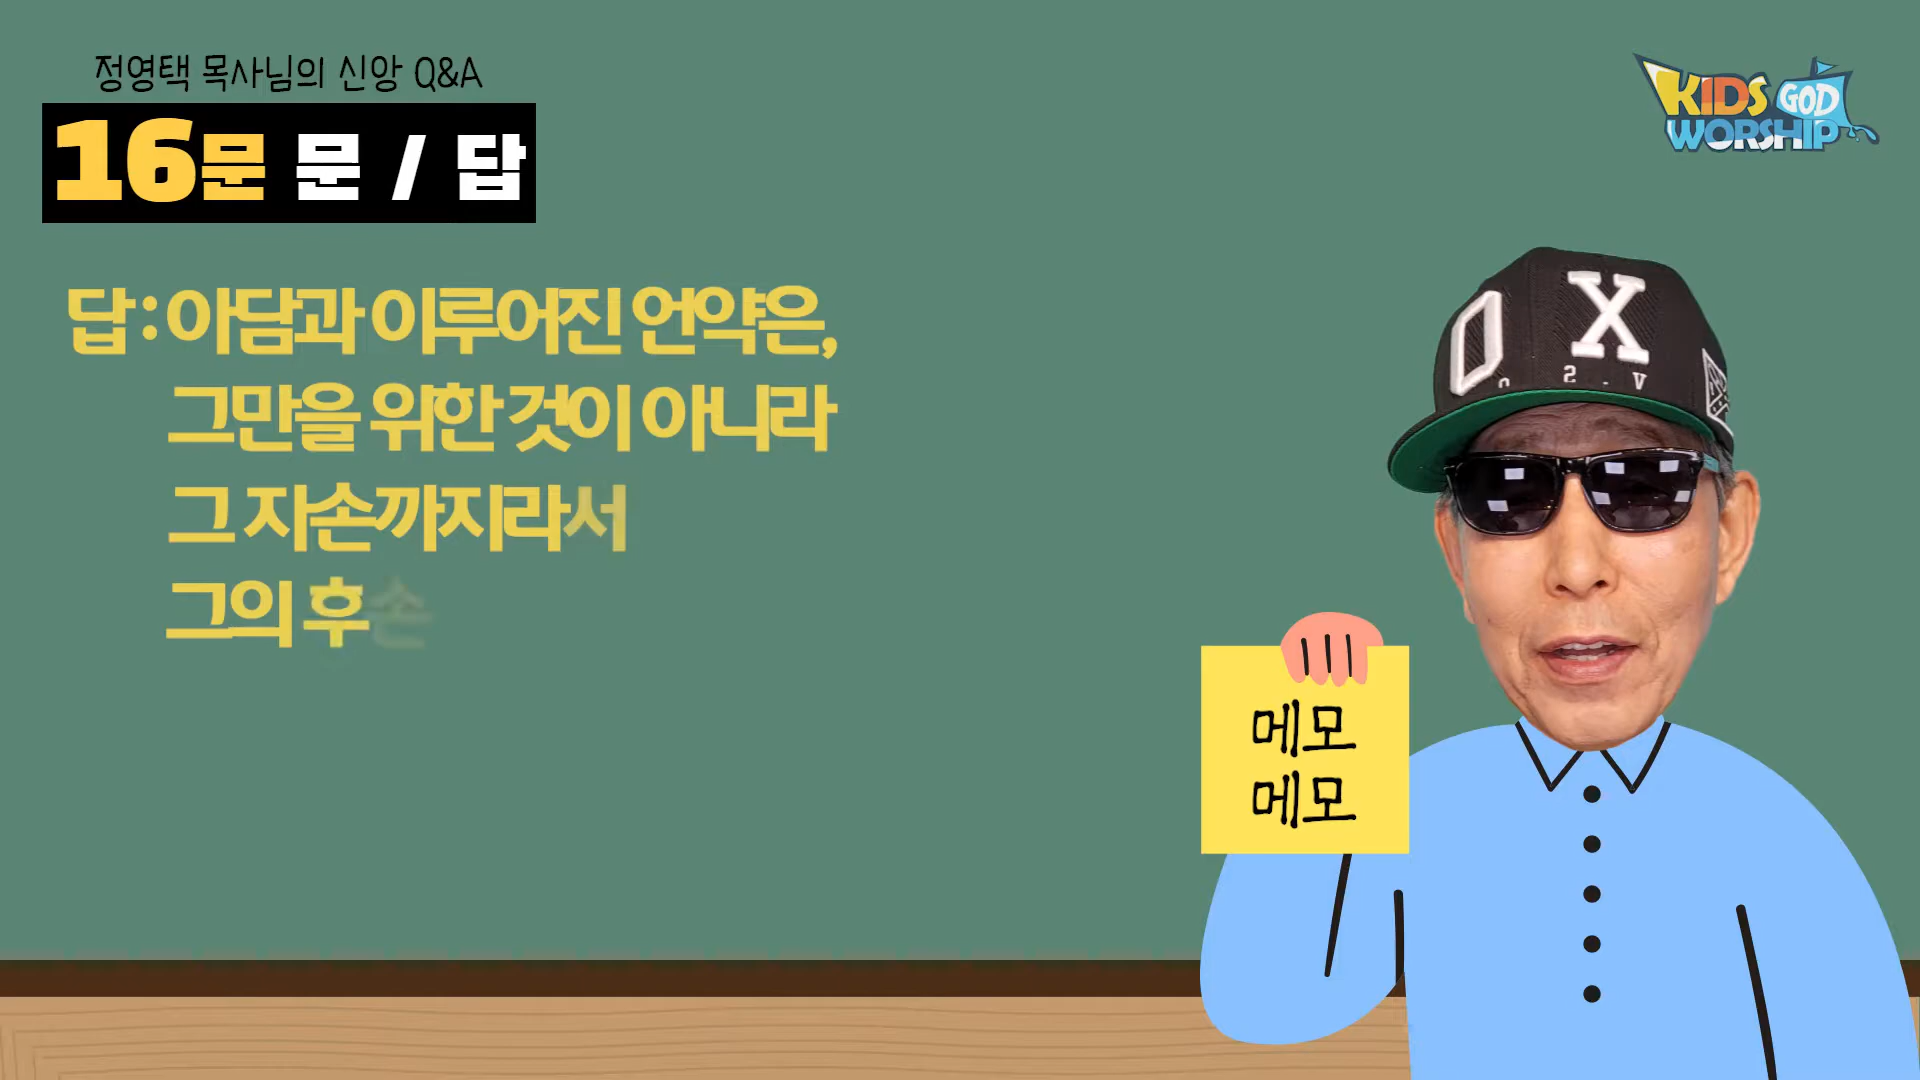 정영택 목사님의 신앙 Q&A
16문 문 / 답
KIDS GOD
WORSHIP
답 : 아담과 이루어진 언약은,
그만을 위한 것이 아니라
그 자손까지라서
그의 후손
O X
n 2 . V
메모
메모